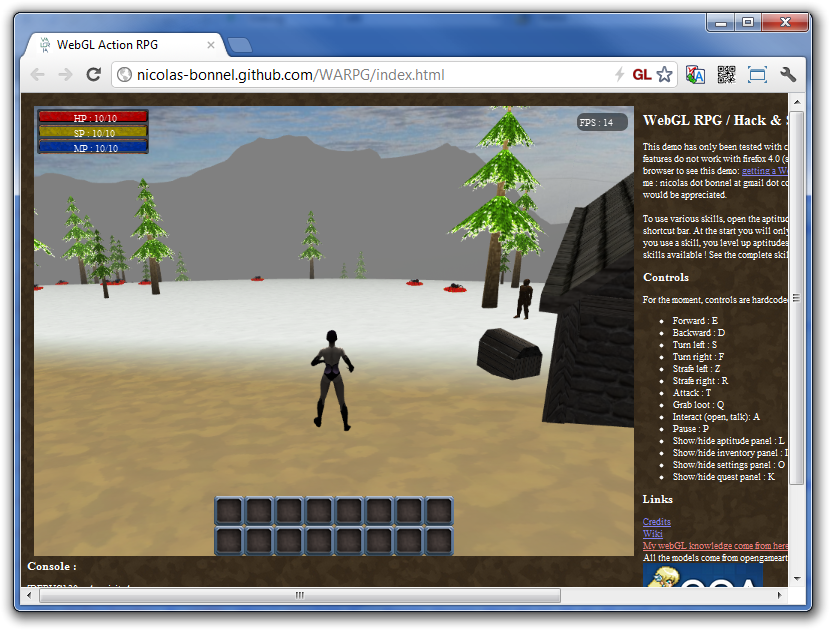 WebGL Action RPG
nicolas-bonnel.github.com/WARPG/index.html
GL
HP : 10/10
SP : 10/10
MP : 10/10
FPS : 14
WebGL RPG / Hack &
This demo has only been tested with
features do not work with firefox 4.0
browser to see this demo: getting a
me : nicolas dot bonnel at gmail dot
would be appreciated.
To use various skills, open the
shortcut bar. At the start you will
you use a skill, you level up aptitudes
skills available ! See the complete
Controls
For the moment, controls are
Forward : E
Backward : D
Turn left : S
Turn right : F
Strafe left : Z
Strafe right : R
Attack : T
Grab loot : Q
Interact (open, talk): A
Pause : P
Show/hide aptitude panel : L
Show/hide inventory panel :
Show/hide settings panel : O
Show/hide quest panel : K
Links
Credits
Wiki
My webGL knowledge come from here
All the models come from
Console :